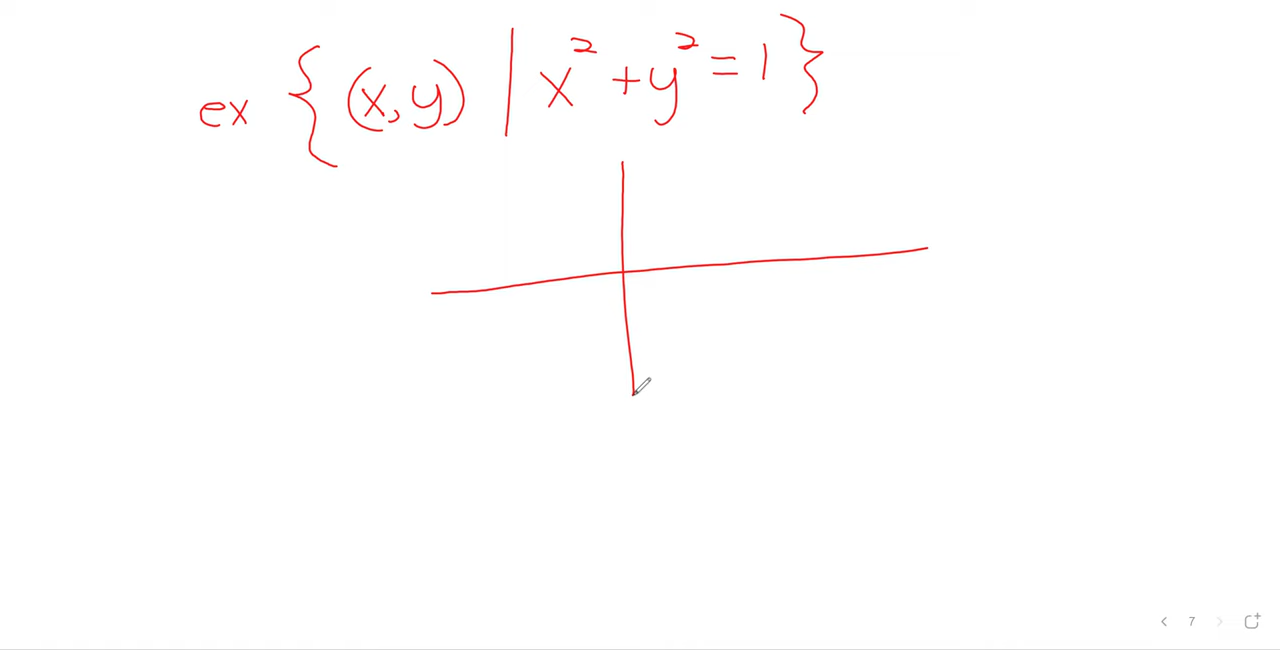 ex { (x,y) | x² + y² = 1 }
7